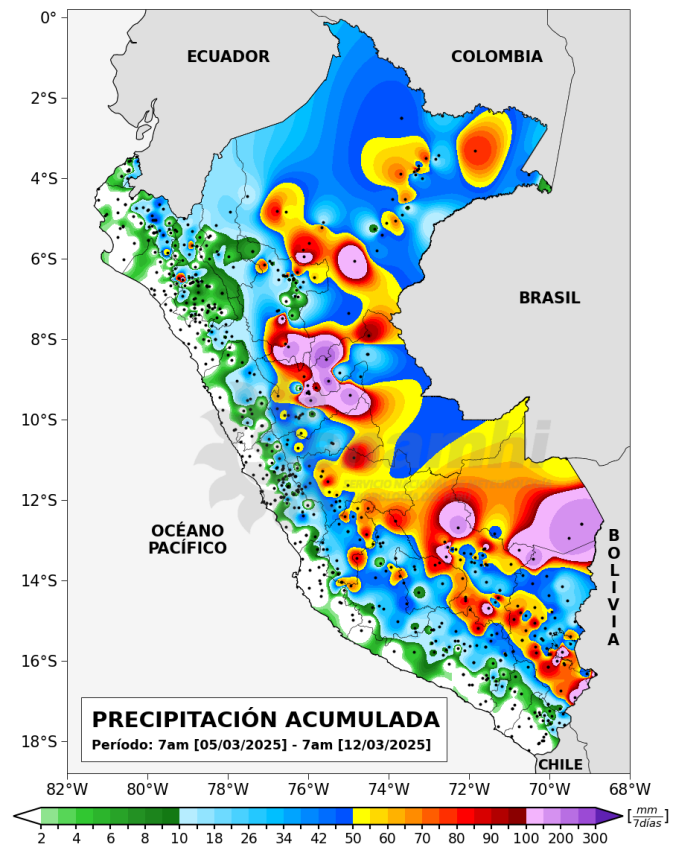 0°
2°S
4°S
6°S
8°S
10°S
12°S
14°S
16°S
18°S
ECUADOR
COLOMBIA
BRASIL
OCÉANO
PACÍFICO
BOLIVIA
CHILE
PRECIPITACIÓN ACUMULADA
Período: 7am [05/03/2025] - 7am [12/03/2025]
82°W 80°W 78°W 76°W 74°W 72°W 70°W 68°W
2 4 6 8 10 18 26 34 42 50 60 70 80 90 100 200 300
[mm/7días]